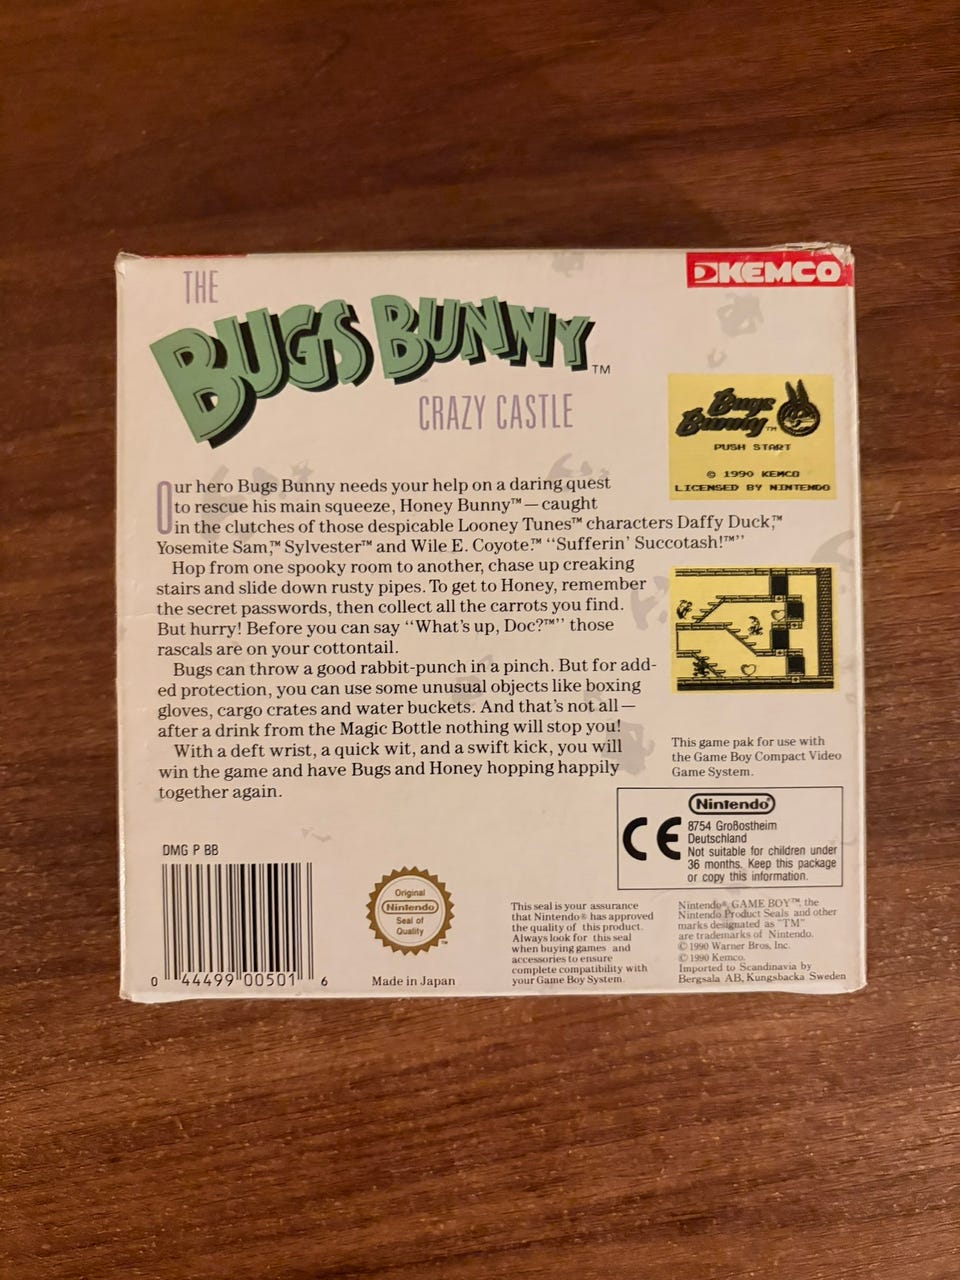 THE
BUGS BUNNY™
CRAZY CASTLE
KEMCO
Our hero Bugs Bunny needs your help on a daring quest
to rescue his main squeeze, Honey Bunny™ — caught
in the clutches of those despicable Looney Tunes™ characters Daffy Duck,™
Yosemite Sam,™ Sylvester™ and Wile E. Coyote.™ “Sufferin’ Succotash!™”
Hop from one spooky room to another, chase up creaking
stairs and slide down rusty pipes. To get to Honey, remember
the secret passwords, then collect all the carrots you find.
But hurry! Before you can say “What’s up, Doc?™” those
rascals are on your cottontail.
Bugs can throw a good rabbit-punch in a pinch. But for add-
ed protection, you can use some unusual objects like boxing
gloves, cargo crates and water buckets. And that’s not all —
after a drink from the Magic Bottle nothing will stop you!
With a deft wrist, a quick wit, and a swift kick, you will
win the game and have Bugs and Honey hopping happily
together again.
Bugs
Bunny™
PUSH START
© 1990 KEMCO
LICENSED BY NINTENDO
This game pak for use with
the Game Boy Compact Video
Game System.
CE
Nintendo®
8754 Großostheim
Deutschland
Not suitable for children under
36 months. Keep this package
or copy this information.
DMG P BB
0 44499 00501 6
Original
Nintendo
Seal of
Quality
™
Made in Japan
This seal is your assurance
that Nintendo® has approved
the quality of this product.
Always look for this seal
when buying games and
accessories to ensure
complete compatibility with
your Game Boy System.
Nintendo®, GAME BOY™, the
Nintendo Product Seals and other
marks designated as "TM"
are trademarks of Nintendo.
© 1990 Warner Bros, Inc.
© 1990 Kemco.
Imported to Scandinavia by
Bergsala AB, Kungsbacka Sweden